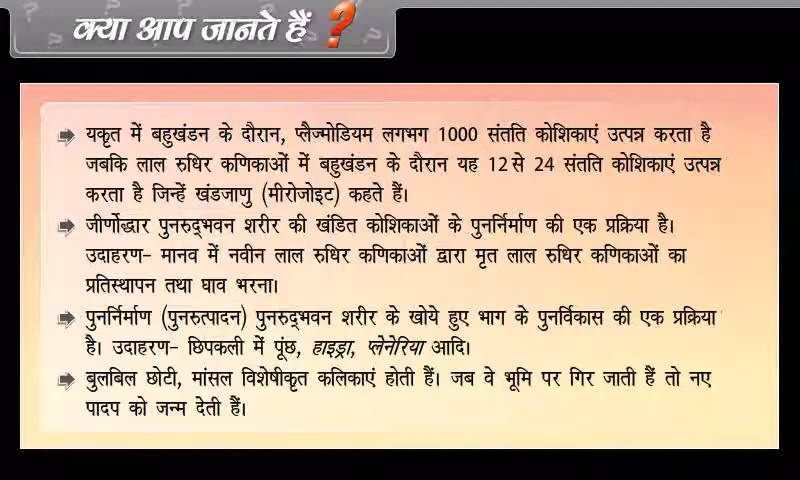 क्या आप जानते हैं ?
यकृत में बहुखंडन के दौरान, प्लैज्मोडियम लगभग 1000 संतति कोशिकाएं उत्पन्न करता है
जबकि लाल रुधिर कणिकाओं में बहुखंडन के दौरान यह 12 से 24 संतति कोशिकाएं उत्पन्न
करता है जिन्हें खंडजाणु (मीरोजोइट) कहते हैं।
जीर्णोद्धार पुनरुद्‌भवन शरीर की खंडित कोशिकाओं के पुनर्निर्माण की एक प्रक्रिया है।
उदाहरण– मानव में नवीन लाल रुधिर कणिकाओं द्वारा मृत लाल रुधिर कणिकाओं का
प्रतिस्थापन तथा घाव भरना।
पुनर्निर्माण (पुनरुत्पादन) पुनरुद्‌भवन शरीर के खोये हुए भाग के पुनर्विकास की एक प्रक्रिया
है। उदाहरण– छिपकली में पूंछ, हाइड्रा, प्लेनेरिया आदि।
बुलबिल छोटी, मांसल विशेषीकृत कलिकाएं होती हैं। जब वे भूमि पर गिर जाती हैं तो नए
पादप को जन्म देती हैं।